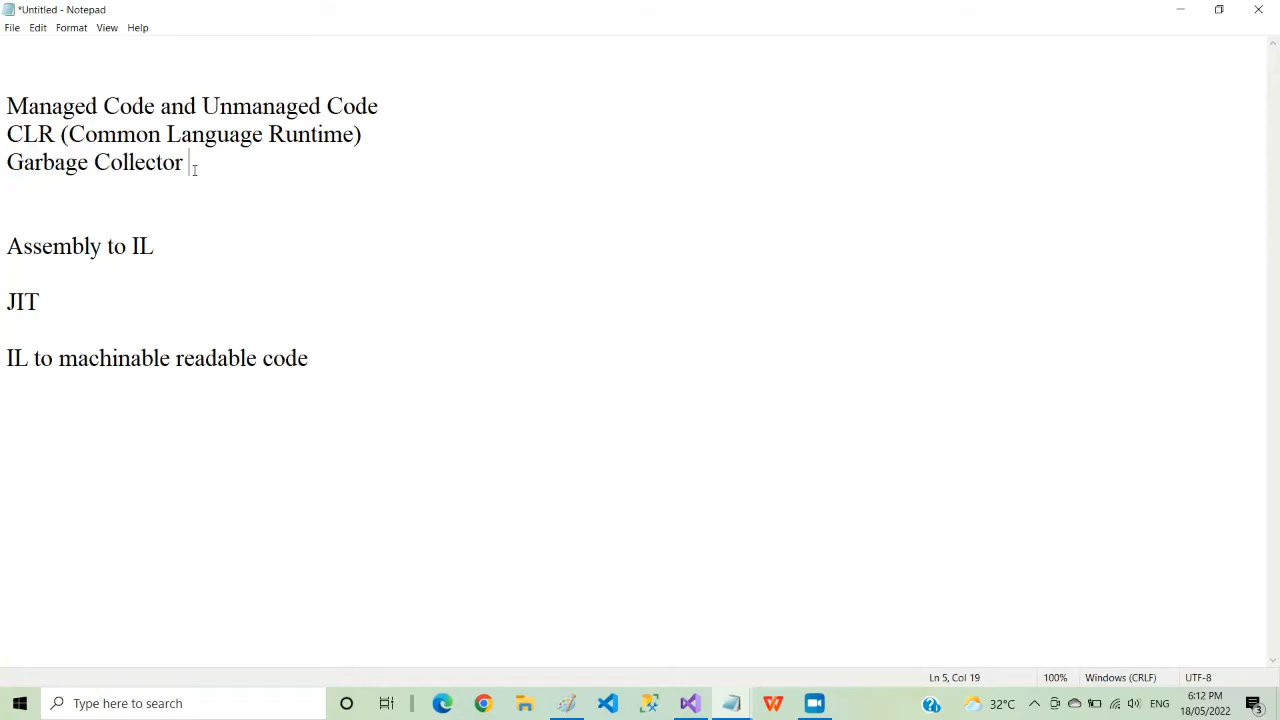 *Untitled - Notepad
File Edit Format View Help
Managed Code and Unmanaged Code
CLR (Common Language Runtime)
Garbage Collector
Assembly to IL
JIT
IL to machinable readable code
Ln 5, Col 19 100% Windows (CRLF) UTF-8
Type here to search
32°C ENG 6:12 PM
18/05/2022 3